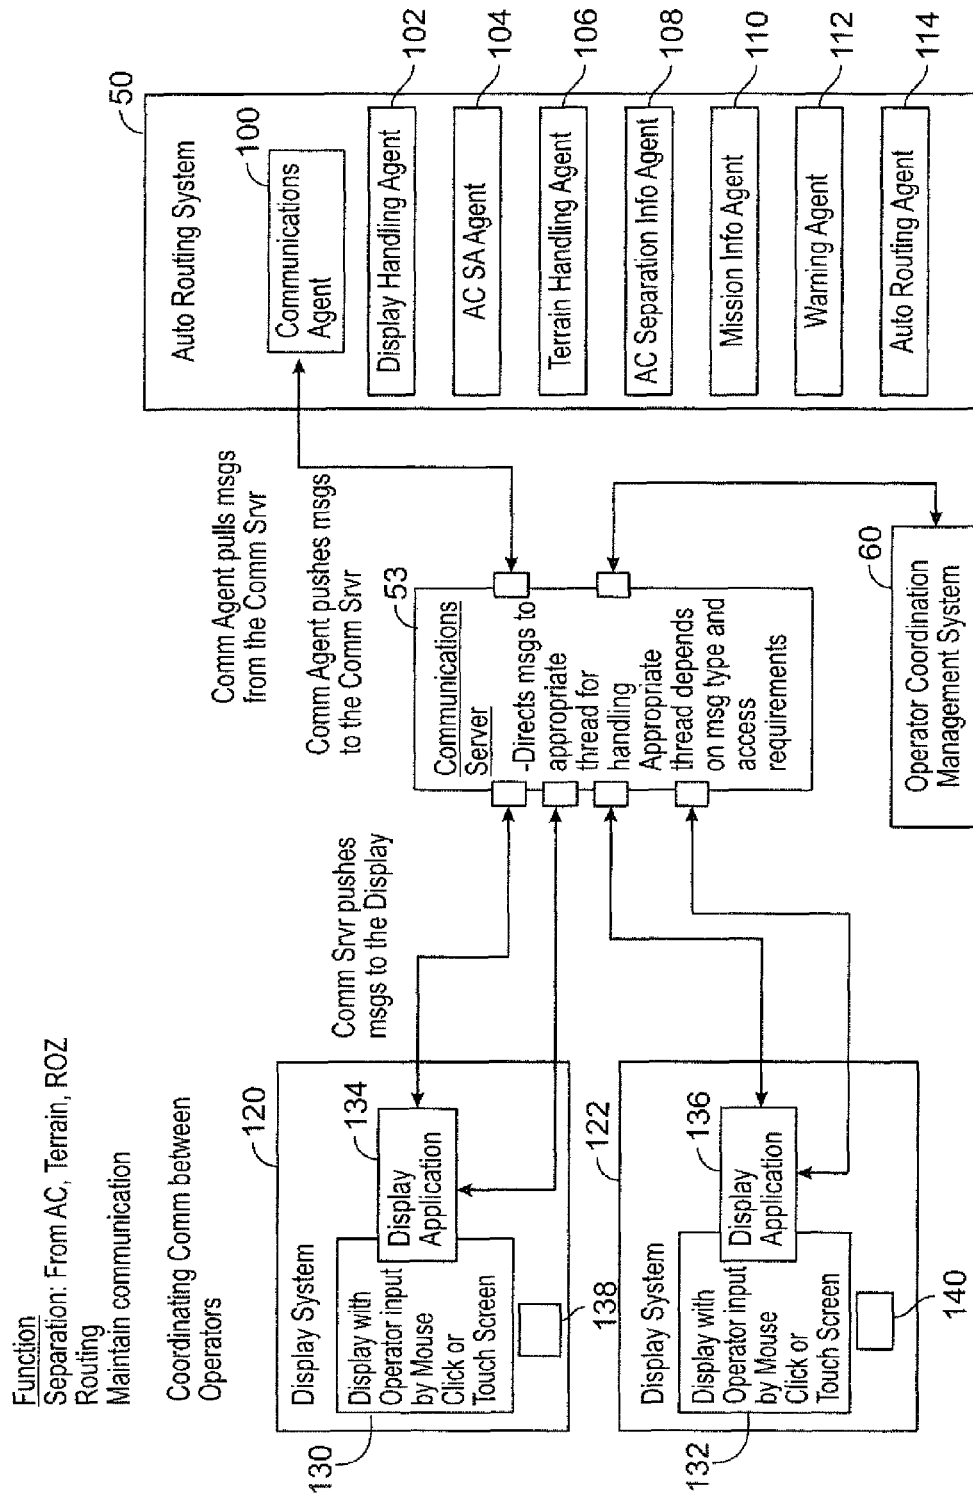 Function
Separation: From AC, Terrain, ROZ
Routing
Maintain communication
Coordinating Comm between
Operators
120
Display System
130
Display with
Operator input
by Mouse
Click or
Touch Screen
134
Display
Application
138
122
Display System
132
Display with
Operator input
by Mouse
Click or
Touch Screen
136
Display
Application
140
Comm Srvr pushes
msgs to the Display
Comm Agent pulls msgs
from the Comm Srvr
Comm Agent pushes msgs
to the Comm Srvr
53
Communications
Server
-Directs msgs to
appropriate
thread for
handling
Appropriate
thread depends
on msg type and
access
requirements
60
Operator Coordination
Management System
50
Auto Routing System
100
Communications
Agent
Display Handling Agent
102
AC SA Agent
104
Terrain Handling Agent
106
AC Separation Info Agent
108
Mission Info Agent
110
Warning Agent
112
Auto Routing Agent
114